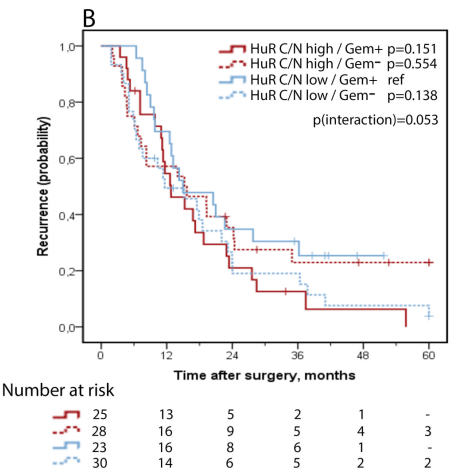 B
HuR C/N high / Gem+ p=0.151
HuR C/N high / Gem− p=0.554
HuR C/N low / Gem+ ref
HuR C/N low / Gem− p=0.138
p(interaction)=0.053
Recurrence (probability)
1,0
0,8
0,6
0,4
0,2
0,0
0 12 24 36 48 60
Time after surgery, months
Number at risk
25 13 5 2 1 -
28 16 9 5 4 3
23 16 8 6 1 -
30 14 6 5 2 2